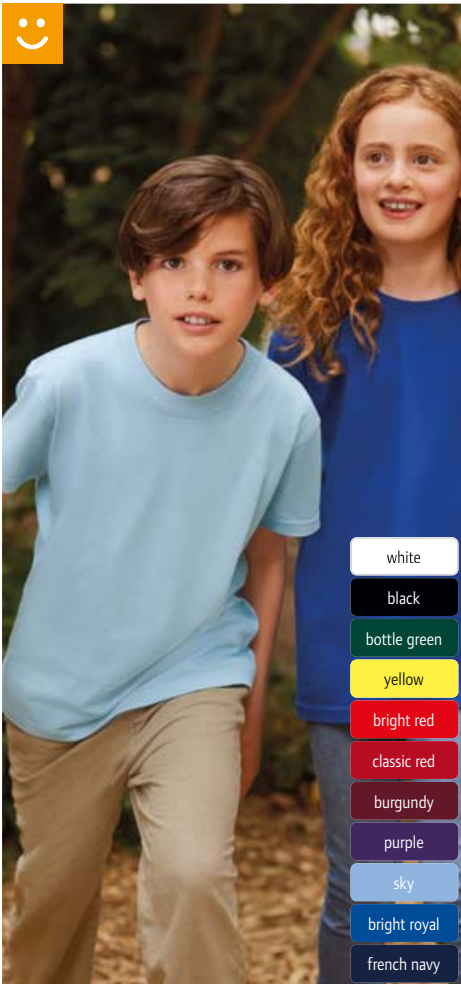 white
black
bottle green
yellow
bright red
classic red
burgundy
purple
sky
bright royal
french navy